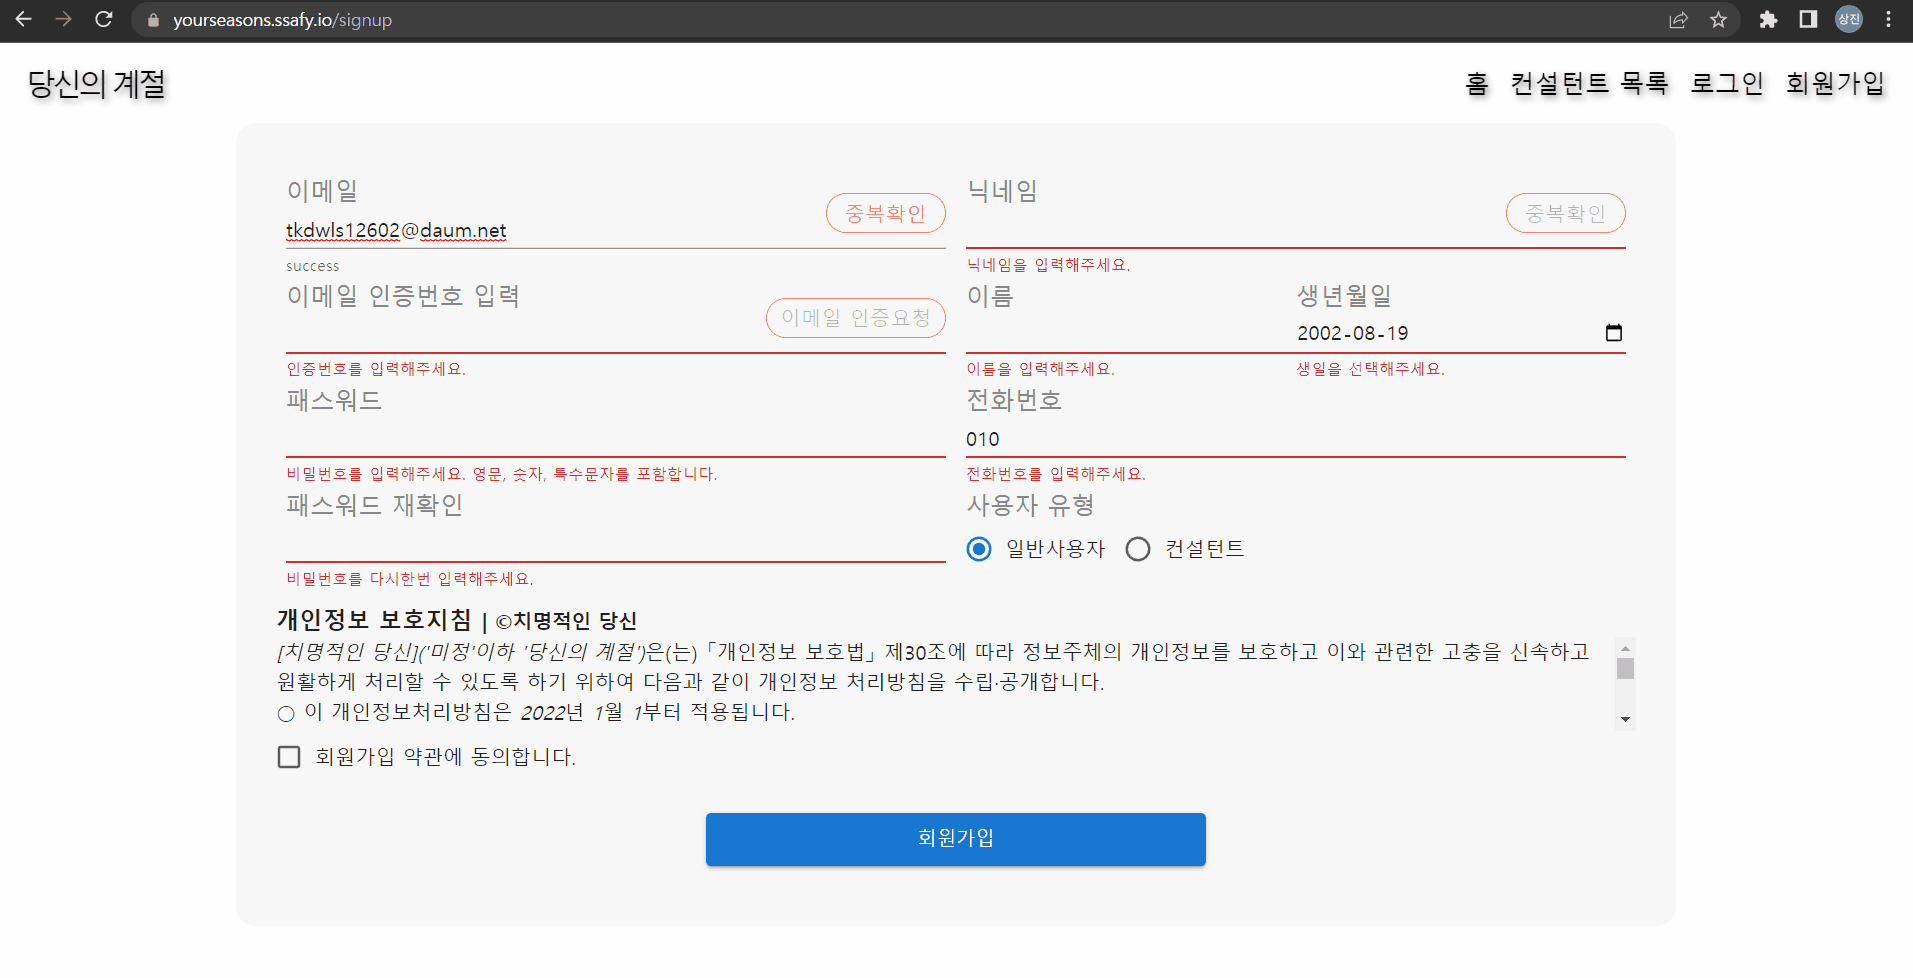 yourseasons.ssafy.io/signup
상진
당신의 계절
홈 컨설턴트 목록 로그인 회원가입
이메일
tkdwls12602@daum.net
중복확인
success
닉네임
중복확인
닉네임을 입력해주세요.
이메일 인증번호 입력
이메일 인증요청
인증번호를 입력해주세요.
이름
이름을 입력해주세요.
생년월일
2002-08-19
생일을 선택해주세요.
패스워드
비밀번호를 입력해주세요. 영문, 숫자, 특수문자를 포함합니다.
전화번호
010
전화번호를 입력해주세요.
패스워드 재확인
비밀번호를 다시한번 입력해주세요.
사용자 유형
일반사용자 컨설턴트
개인정보 보호지침 | ©치명적인 당신
[치명적인 당신]('미정'이하 '당신의 계절')은(는)「개인정보 보호법」제30조에 따라 정보주체의 개인정보를 보호하고 이와 관련한 고충을 신속하고
원활하게 처리할 수 있도록 하기 위하여 다음과 같이 개인정보 처리방침을 수립·공개합니다.
○ 이 개인정보처리방침은 2022년 1월 1부터 적용됩니다.
회원가입 약관에 동의합니다.
회원가입